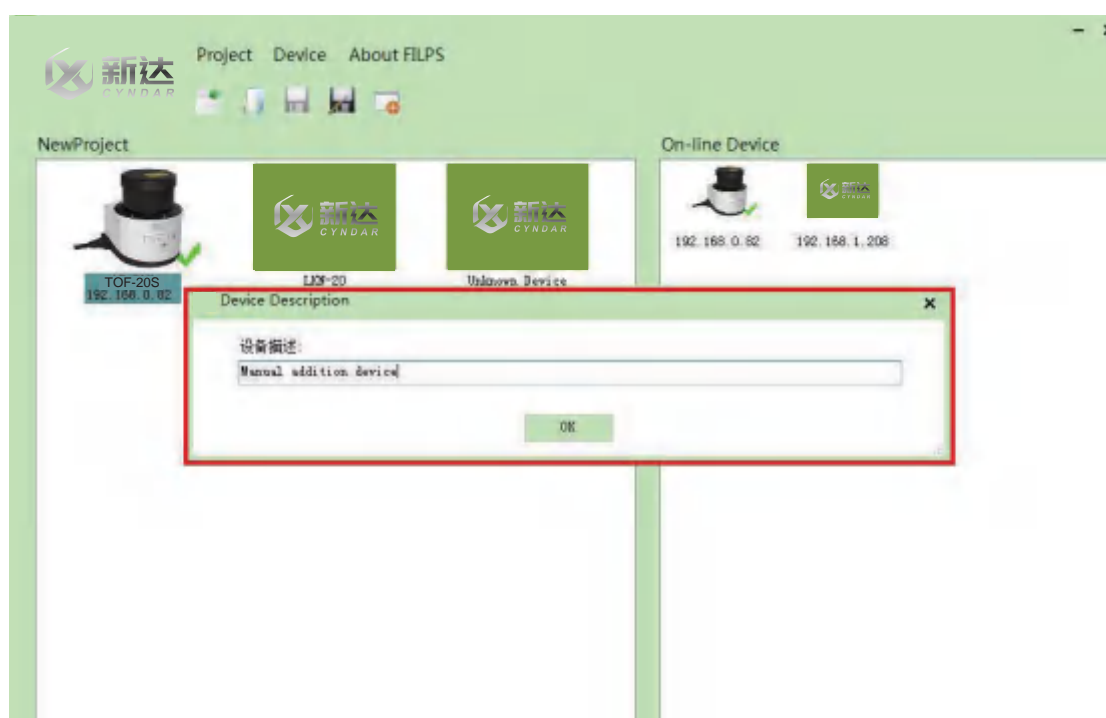 新达
CYNDAR
Project Device About FILPS
NewProject
On-line Device
新达
CYNDAR
新达
CYNDAR
新达
CYNDAR
192.168.0.82
192.168.1.208
TOF-20S
192.168.0.82
Unknown Device
Device Description
设备描述:
Manual addition device
OK